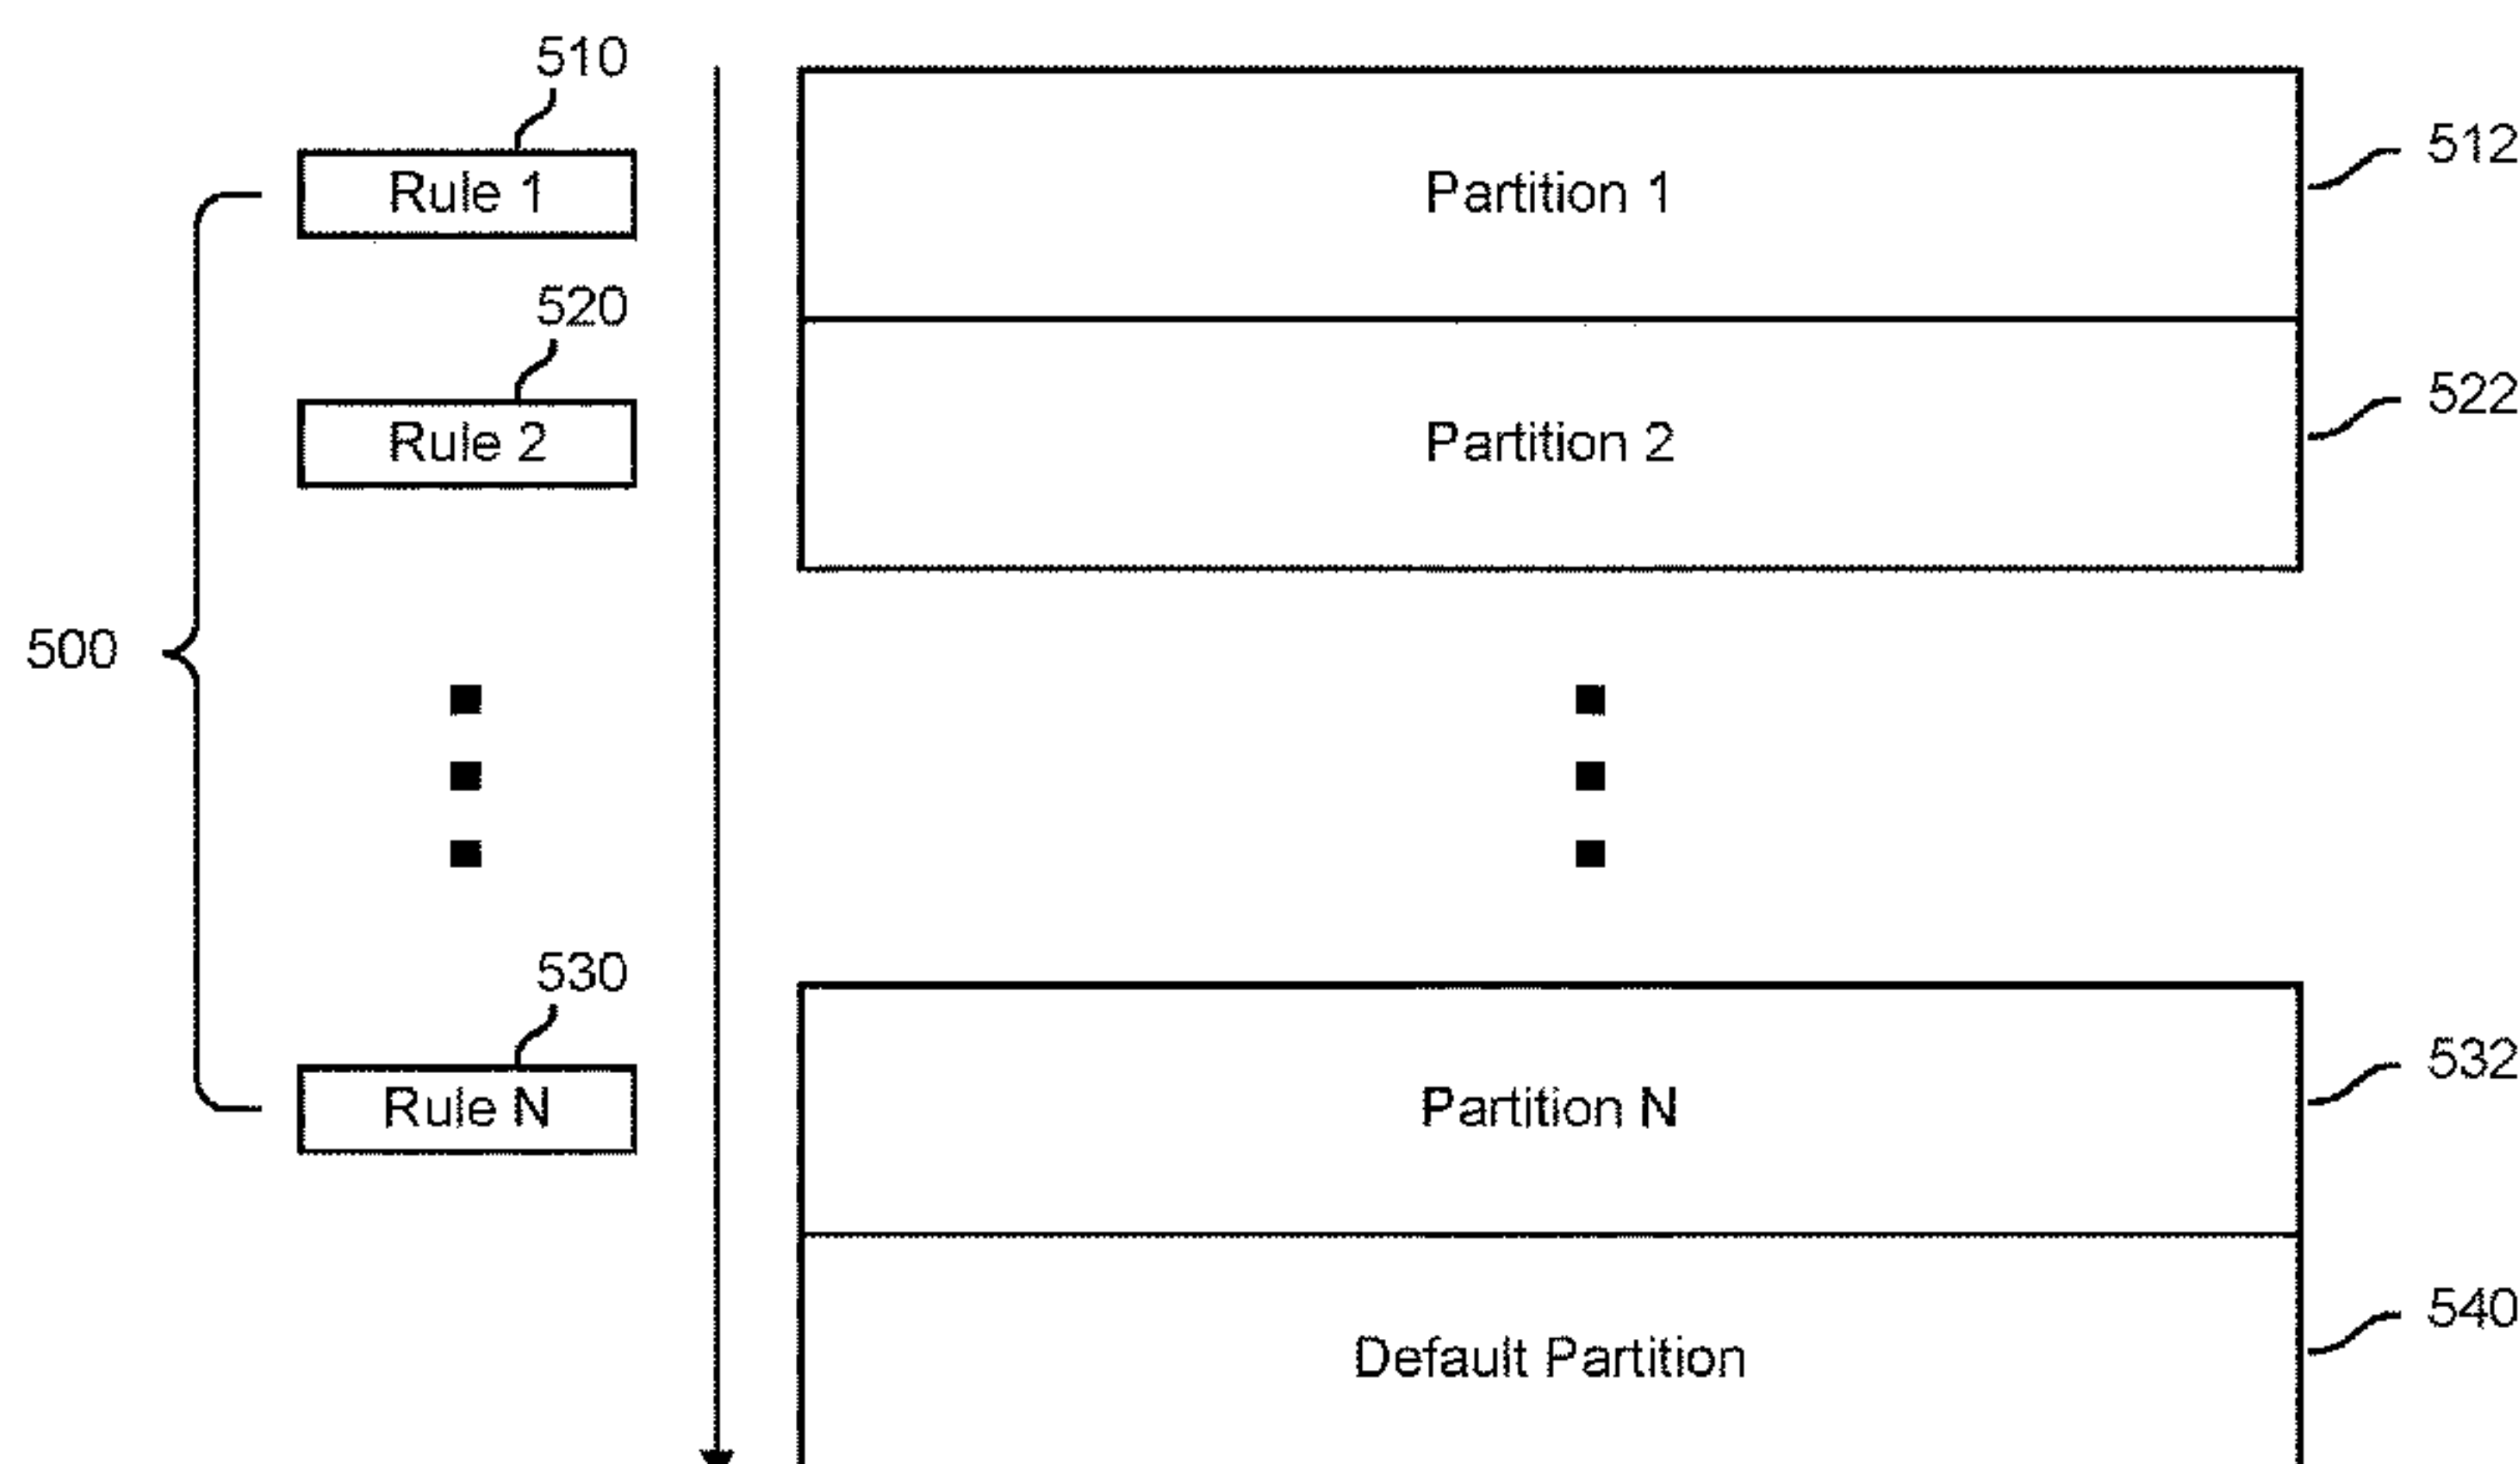 510
Rule 1
Partition 1
512
520
Rule 2
Partition 2
522
500
530
Rule N
Partition N
532
Default Partition
540